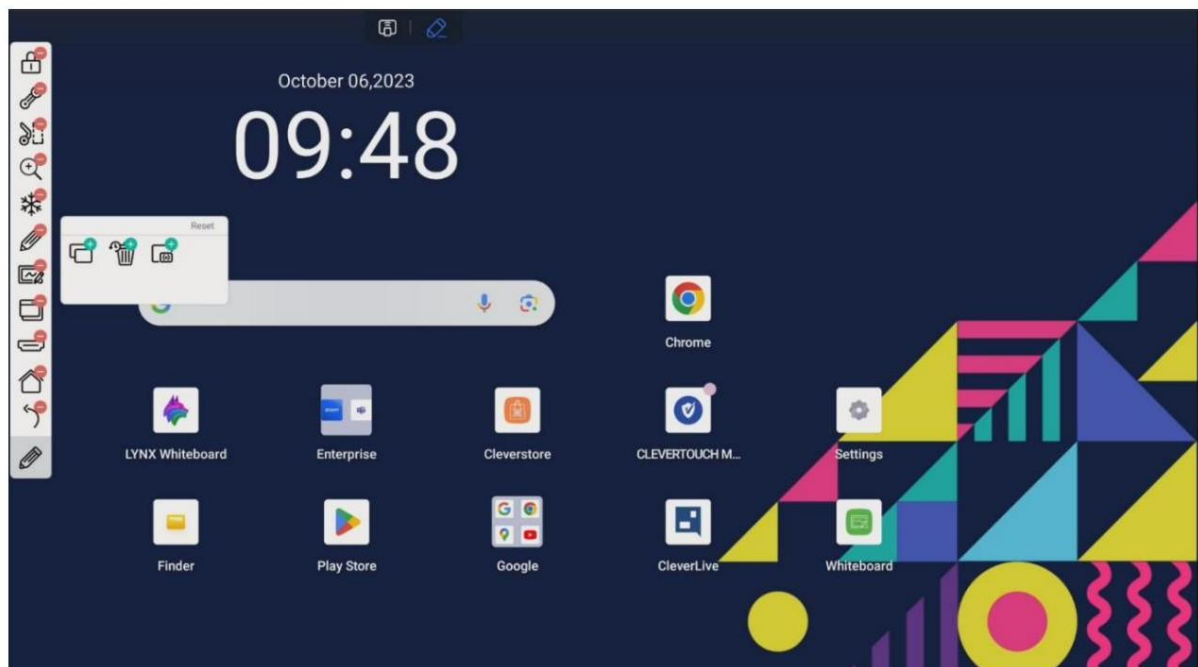 October 06,2023
09:48
Reset
Chrome
LYNX Whiteboard
Enterprise
Cleverstore
CLEVERTOUCH M...
Settings
Finder
Play Store
Google
CleverLive
Whiteboard